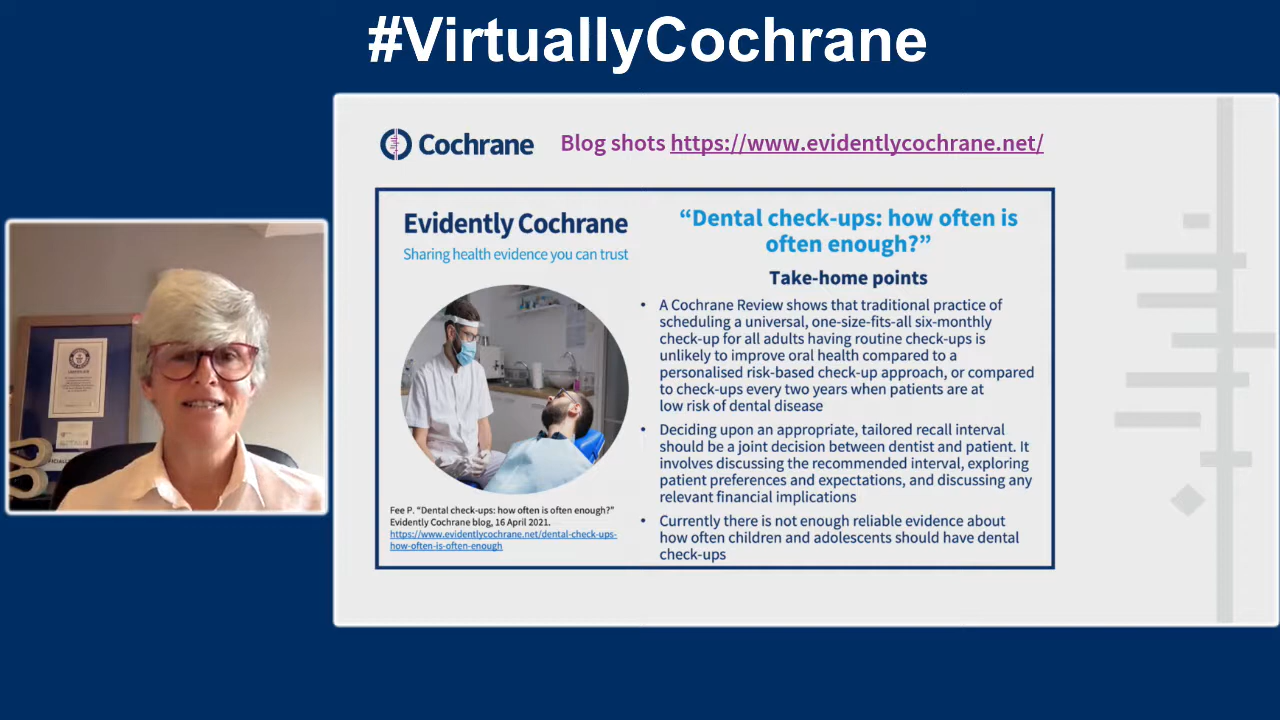 #VirtuallyCochrane
Cochrane
Blog shots https://www.evidentlycochrane.net/
Evidently Cochrane
Sharing health evidence you can trust
Fee P. “Dental check-ups: how often is often enough?”
Evidently Cochrane blog, 16 April 2021.
https://www.evidentlycochrane.net/dental-check-ups-
how-often-is-often-enough
“Dental check-ups: how often is
often enough?”
Take-home points
• A Cochrane Review shows that traditional practice of
scheduling a universal, one-size-fits-all six-monthly
check-up for all adults having routine check-ups is
unlikely to improve oral health compared to a
personalised risk-based check-up approach, or compared
to check-ups every two years when patients are at
low risk of dental disease
• Deciding upon an appropriate, tailored recall interval
should be a joint decision between dentist and patient. It
involves discussing the recommended interval, exploring
patient preferences and expectations, and discussing any
relevant financial implications
• Currently there is not enough reliable evidence about
how often children and adolescents should have dental
check-ups